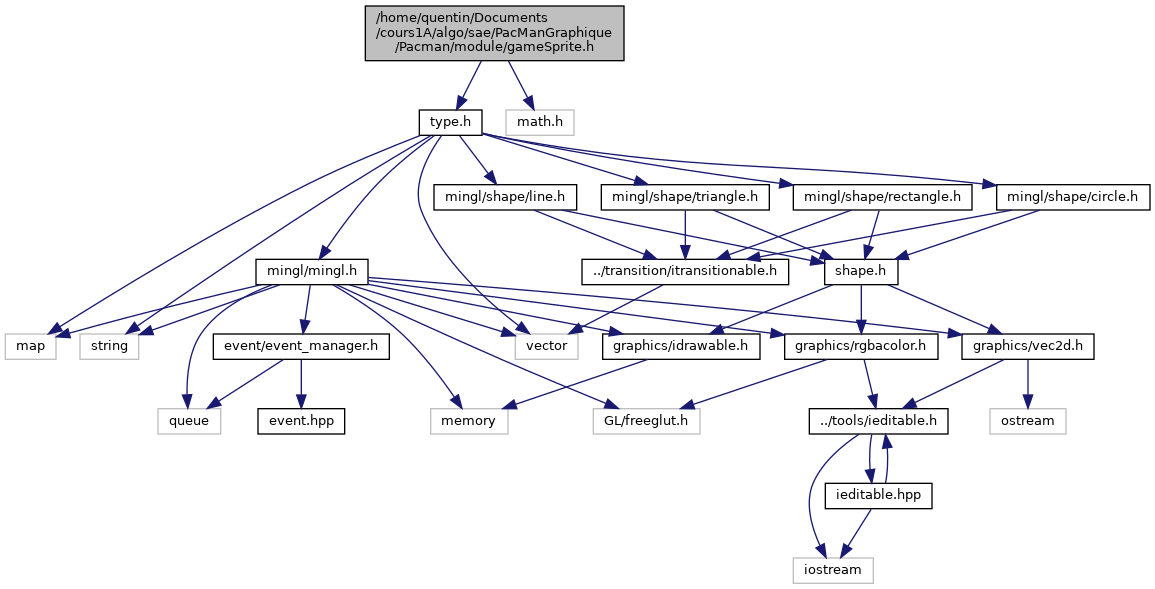 /home/quentin/Documents
/cours1A/algo/sae/PacManGraphique
/Pacman/module/gameSprite.h
type.h
math.h
mingl/shape/line.h
mingl/shape/triangle.h
mingl/shape/rectangle.h
mingl/shape/circle.h
mingl/mingl.h
../transition/itransitionable.h
shape.h
map
string
event/event_manager.h
vector
graphics/idrawable.h
graphics/rgbacolor.h
graphics/vec2d.h
queue
event.hpp
memory
GL/freeglut.h
../tools/ieditable.h
ostream
ieditable.hpp
iostream